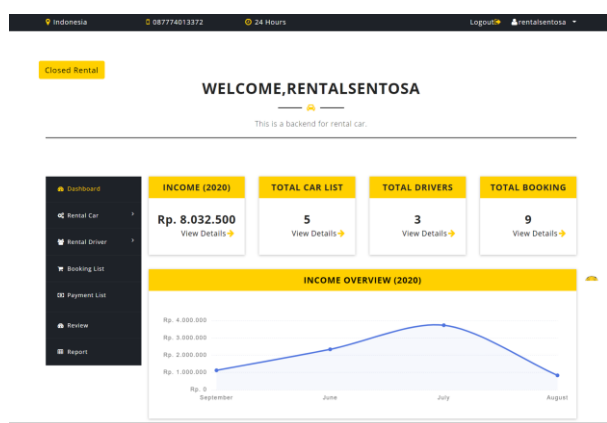 Indonesia 087774013372 24 Hours Logout rentalsentosa
Closed Rental
WELCOME,RENTALSENTOSA
This is a backend for rental car.
Dashboard
Rental Car
Rental Driver
Booking List
Payment List
Review
Report
INCOME (2020)
Rp. 8.032.500
View Details
TOTAL CAR LIST
5
View Details
TOTAL DRIVERS
3
View Details
TOTAL BOOKING
9
View Details
INCOME OVERVIEW (2020)
Rp. 4.000.000
Rp. 3.000.000
Rp. 2.000.000
Rp. 1.000.000
Rp. 0
September June July August